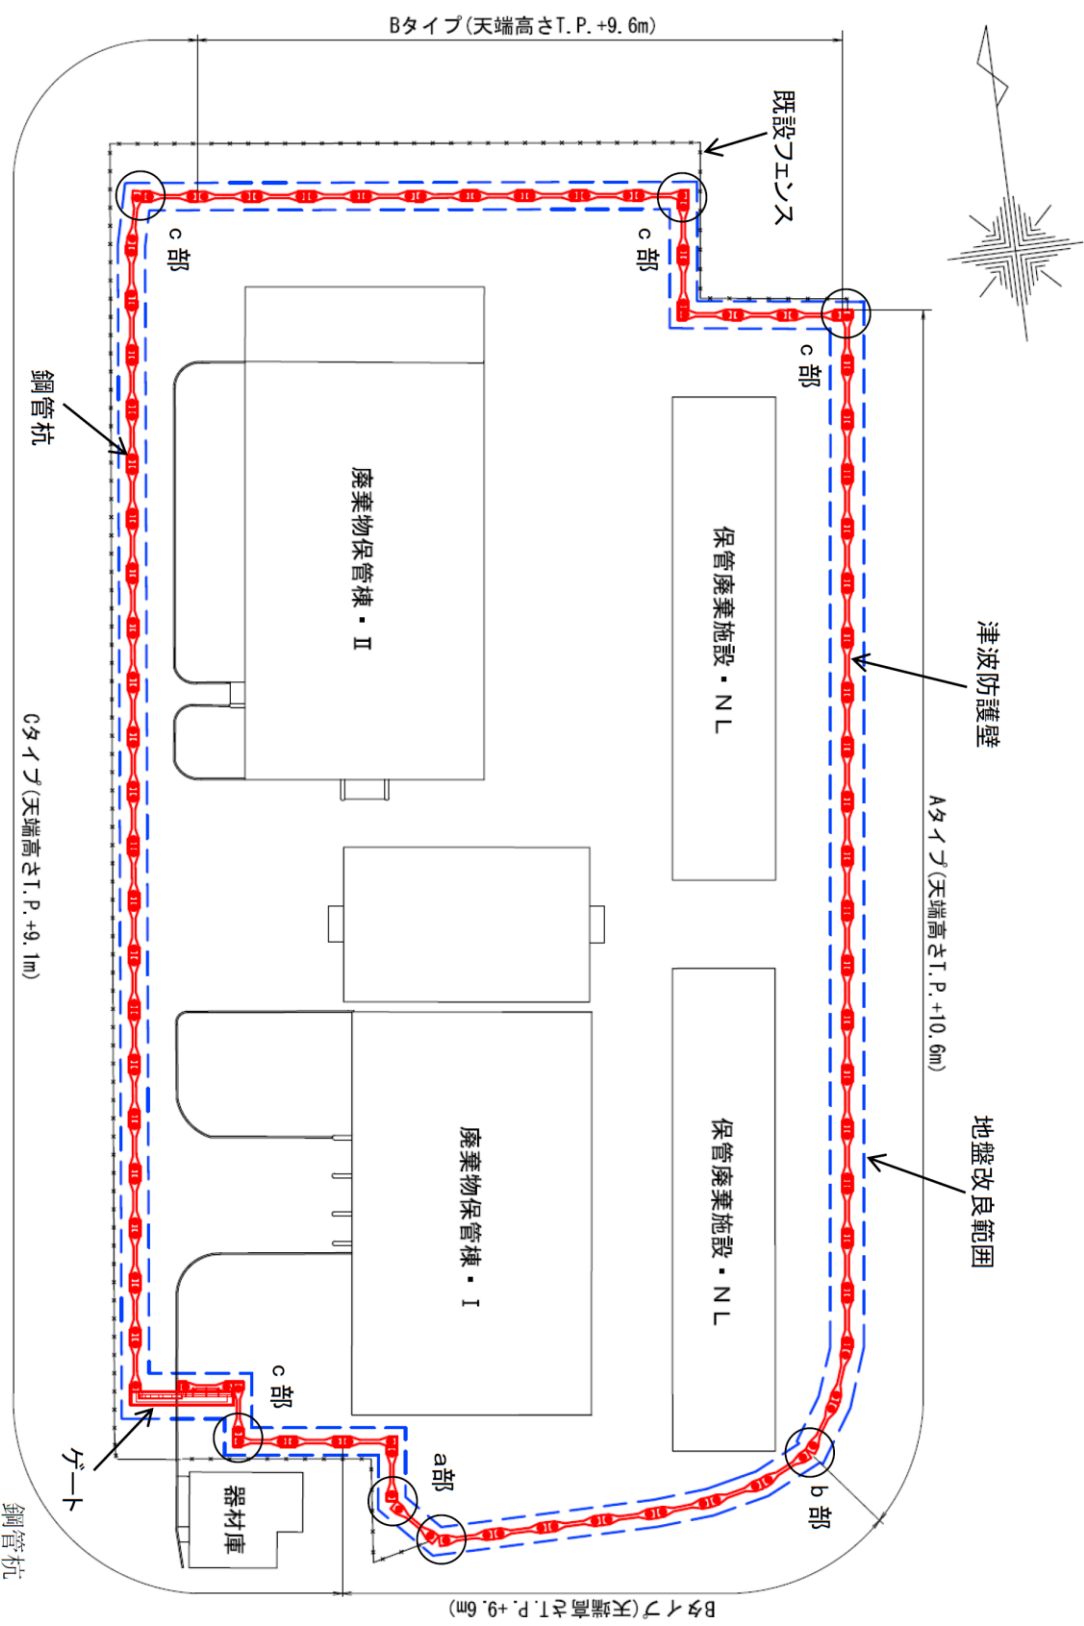 Bタイプ(天端高さT.P.+9.6m)
既設フェンス
c部
c部
c部
鋼管杭
廃棄物保管棟・Ⅱ
保管廃棄施設・NL
津波防護壁
Cタイプ(天端高さT.P.+9.1m)
Aタイプ(天端高さT.P.+10.6m)
地盤改良範囲
廃棄物保管棟・Ⅰ
保管廃棄施設・NL
c部
a部
b部
ゲート
器材庫
鋼管杭
Bタイプ(天端高さT.P.+9.6m)